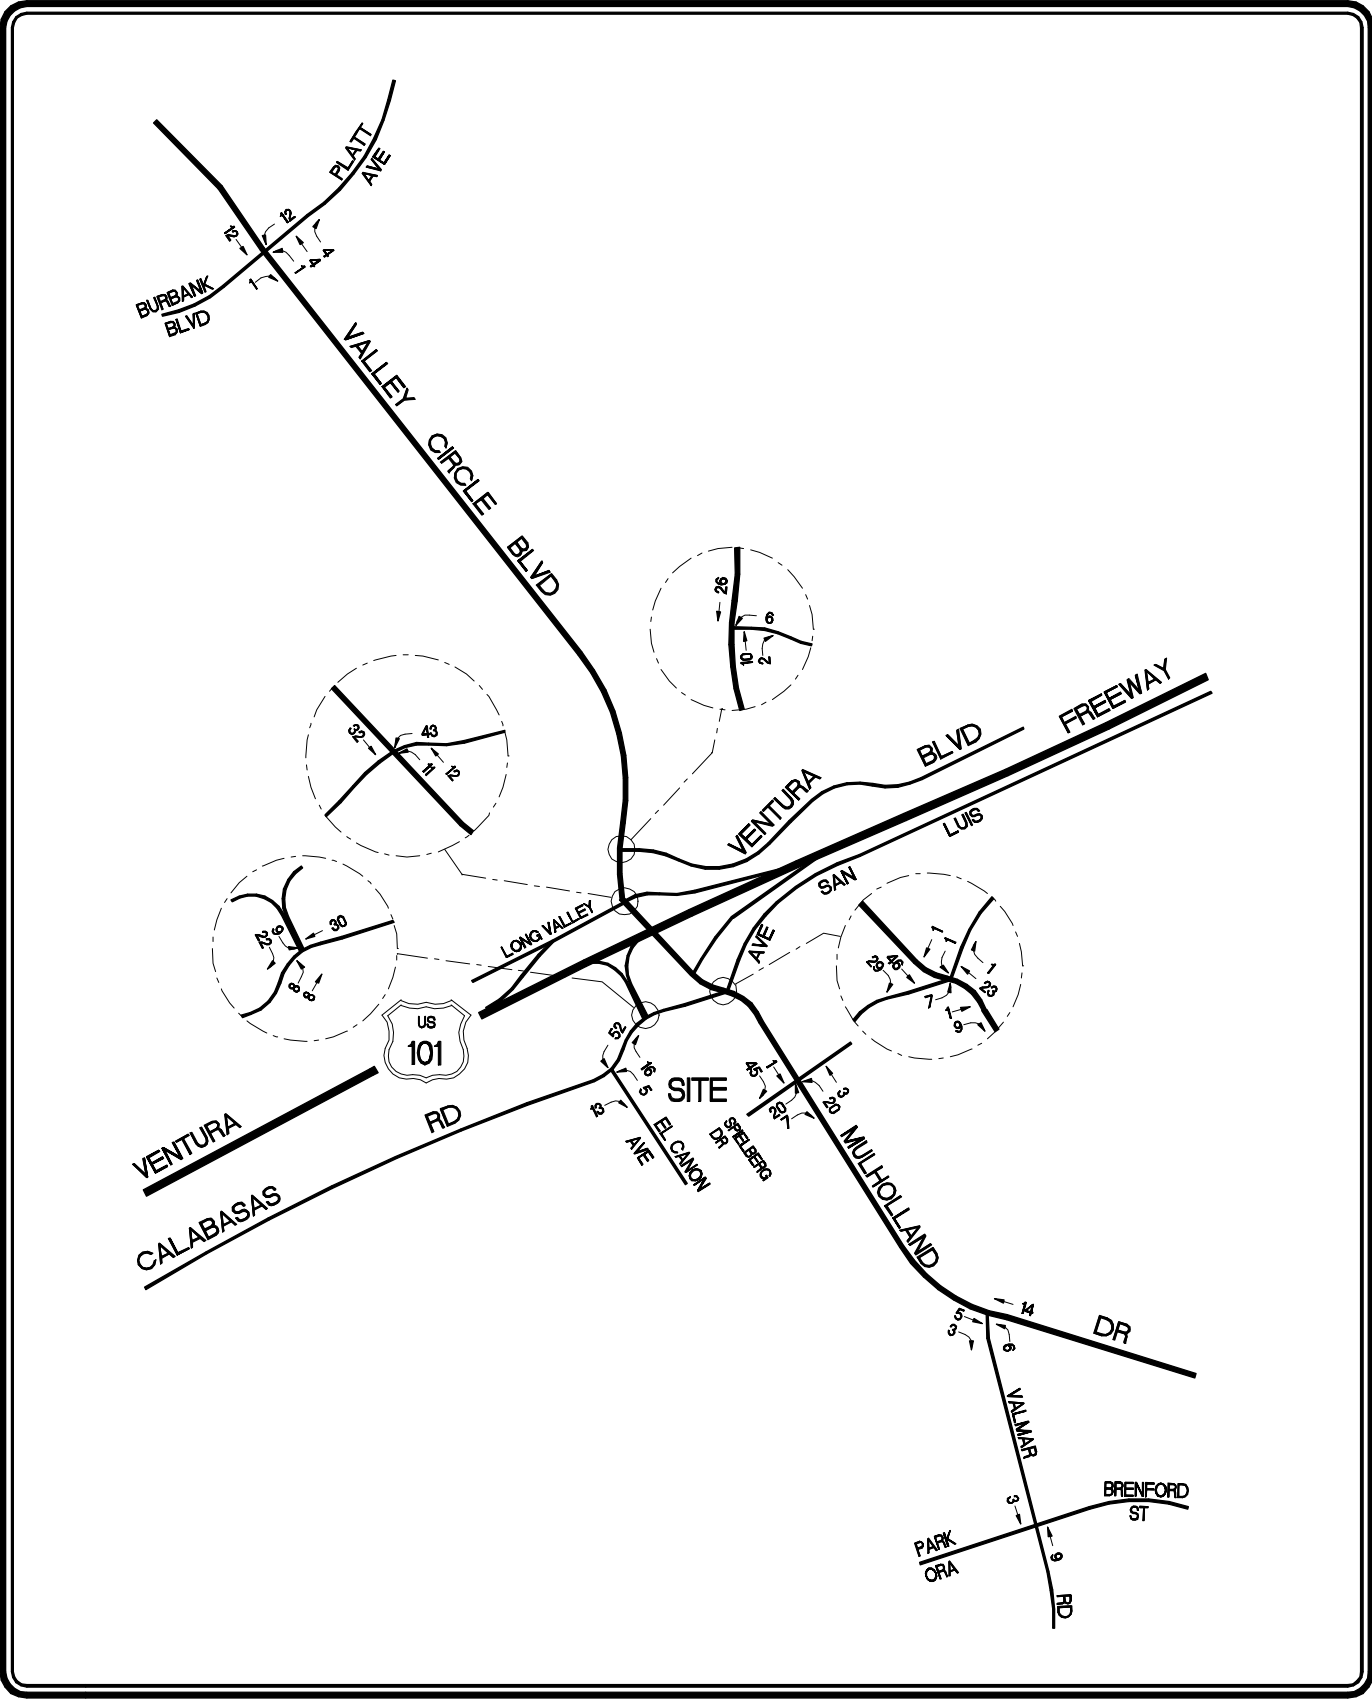 PLATT
AVE
12
12
4
4
1
1
BURBANK
BLVD
VALLEY CIRCLE BLVD
26
6
10
2
32
43
11
12
FREEWAY
VENTURA BLVD
LUIS
SAN
AVE
LONG VALLEY
22
9
30
8
8
1
1
29
46
1
23
7
1
9
US
101
52
16
5
13
SITE
45
1
3
20
20
7
SPIELBERG
DR
EL CANON
AVE
VENTURA
RD
CALABASAS
MULHOLLAND
DR
14
5
3
6
VALMAR
3
BRENFORD
ST
PARK
ORA
9
RD